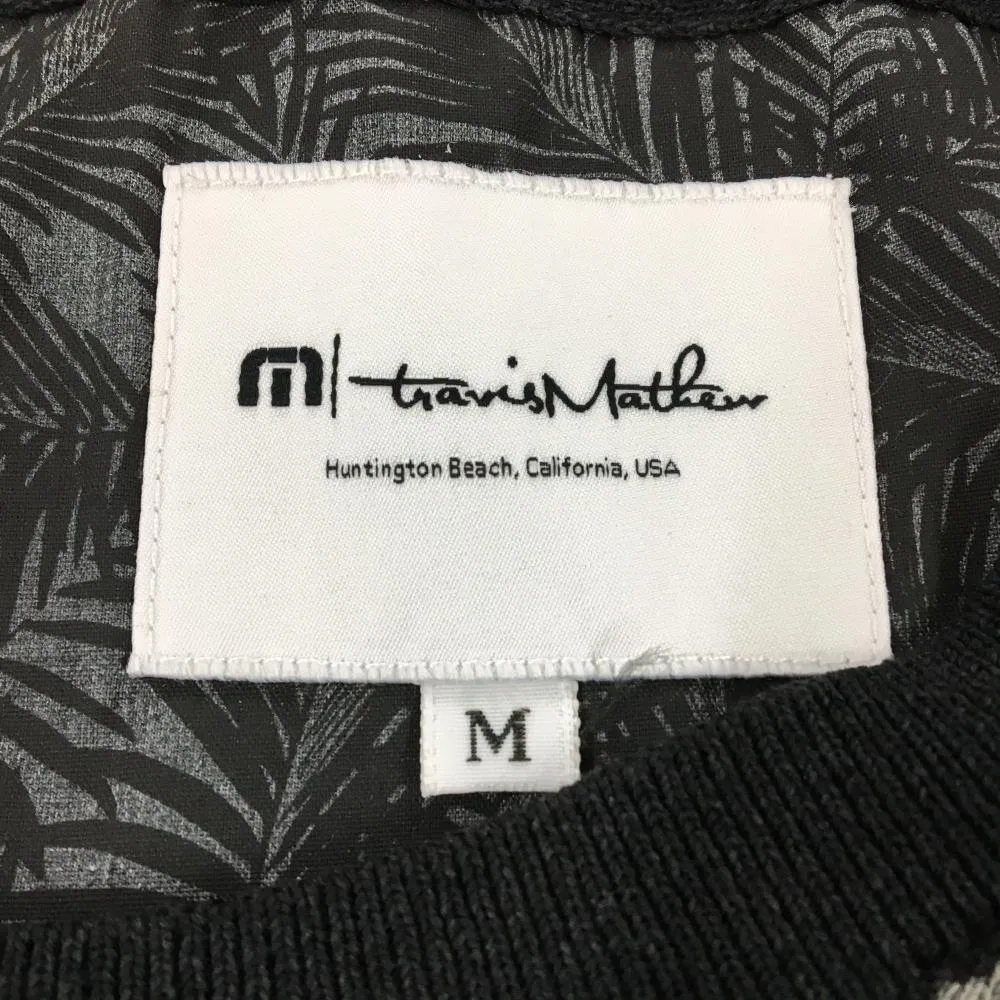 m| travisMathew
Huntington Beach, California, USA
M